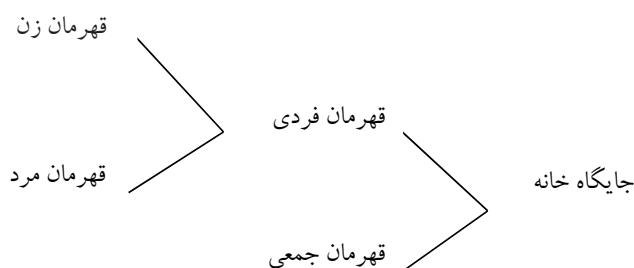 قهرمان زن
قهرمان فردی
قهرمان مرد
جایگاه خانه
قهرمان جمعی